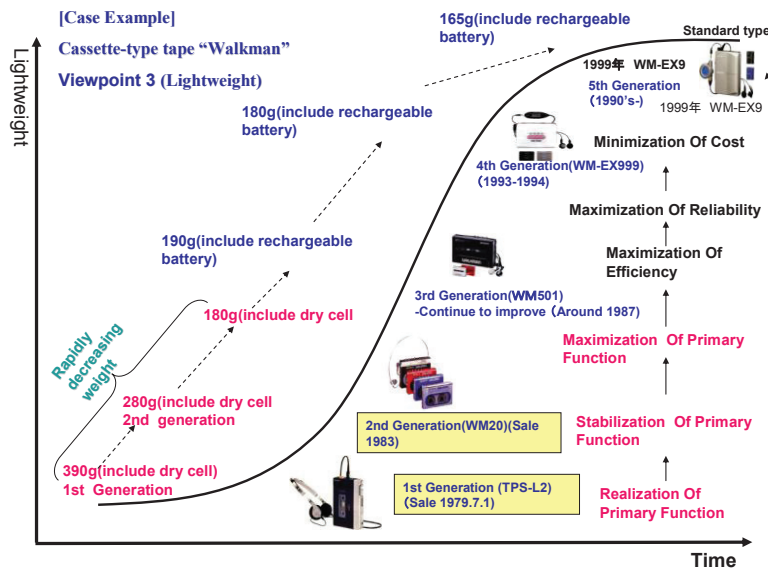 [Case Example]
Cassette-type tape “Walkman”
Viewpoint 3 (Lightweight)
Lightweight
165g(include rechargeable
battery)
Standard type
1999年 WM-EX9
5th Generation
(1990's-)
1999年 WM-EX9
180g(include rechargeable
battery)
Minimization Of Cost
4th Generation(WM-EX999)
(1993-1994)
Maximization Of Reliability
190g(include rechargeable
battery)
Maximization Of
Efficiency
3rd Generation(WM501)
-Continue to improve (Around 1987)
180g(include dry cell
Rapidly
decreasing
weight
Maximization Of Primary
Function
280g(include dry cell
2nd generation
2nd Generation(WM20)(Sale
1983)
Stabilization Of Primary
Function
390g(include dry cell)
1st Generation
1st Generation (TPS-L2)
(Sale 1979.7.1)
Realization Of
Primary Function
Time